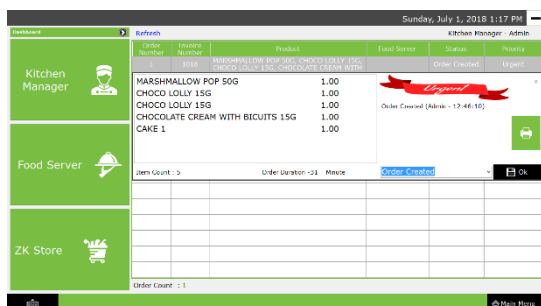 Sunday, July 1, 2018 1:17 PM
Dashboard
Refresh
Kitchen Manager - Admin
Order Number
Invoice Number
Product
Food Server
Status
Priority
1
1018
MARSHMALLOW POP 50G, CHOCO LOLLY 15G, CHOCO LOLLY 15G, CHOCOLATE CREAM WITH
Order Created
Urgent
Kitchen Manager
MARSHMALLOW POP 50G 1.00
CHOCO LOLLY 15G 1.00
CHOCO LOLLY 15G 1.00
CHOCOLATE CREAM WITH BICUITS 15G 1.00
CAKE 1 1.00
Urgent
Order Created (Admin - 12:46:10)
Food Server
Item Count : 5
Order Duration -31 Minute
Order Created
Ok
ZK Store
Order Count : 1
Main Menu